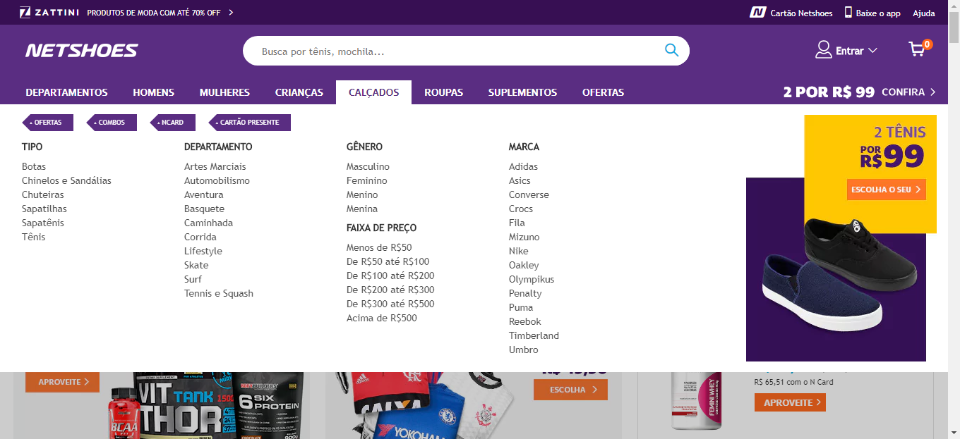 ZATTINI PRODUTOS DE MODA COM ATÉ 70% OFF
Cartão Netshoes Baixe o app Ajuda
NETSHOES
Busca por tênis, mochila...
Entrar
0
DEPARTAMENTOS HOMENS MULHERES CRIANÇAS CALÇADOS ROUPAS SUPLEMENTOS OFERTAS
2 POR R$ 99 CONFIRA
OFERTAS COMBOS NCARD CARTÃO PRESENTE
TIPO
Botas
Chinelos e Sandálias
Chuteiras
Sapatilhas
Sapatênis
Tênis
DEPARTAMENTO
Artes Marciais
Automobilismo
Aventura
Basquete
Caminhada
Corrida
Lifestyle
Skate
Surf
Tennis e Squash
GÊNERO
Masculino
Feminino
Menino
Menina
FAIXA DE PREÇO
Menos de R$50
De R$50 até R$100
De R$100 até R$200
De R$200 até R$300
De R$300 até R$500
Acima de R$500
MARCA
Adidas
Asics
Converse
Crocs
Fila
Mizuno
Nike
Oakley
Olympikus
Penalty
Puma
Reebok
Timberland
Umbro
2 TÊNIS
POR
R$99
ESCOLHA O SEU
APROVEITE
BCAA
VIT
TANK
THOR
6 SIX
PROTEIN
CAIXA
YOKOHAMA
ESCOLHA
FEMINI WHEY
R$ 65,51 com o N Card
APROVEITE